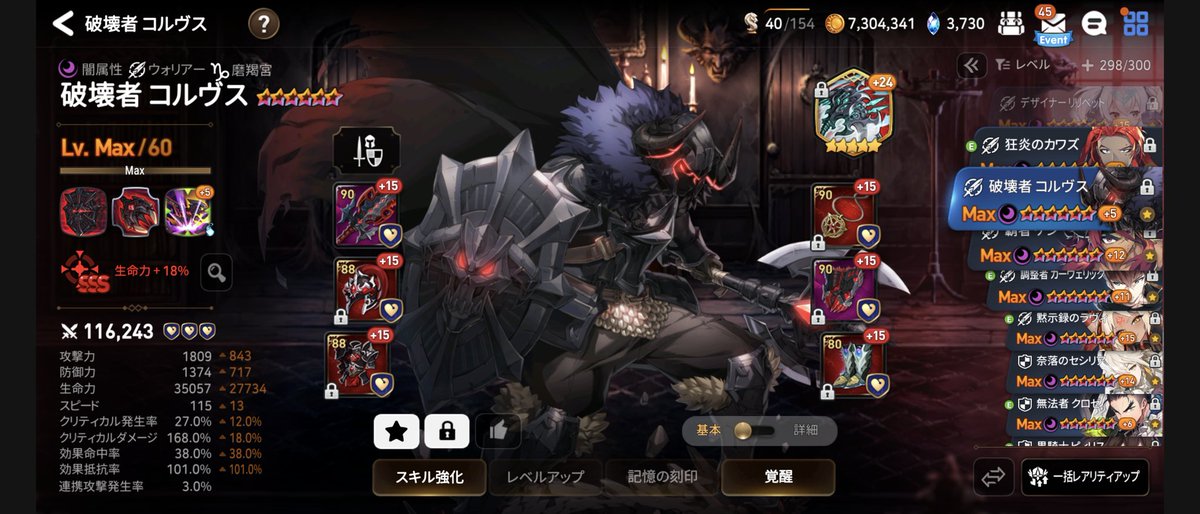 破壊者 コルヴス
?
40/154
7,304,341
3,730
45
Event
闇属性 ウォリアー 磨羯宮
破壊者 コルヴス
Lv. Max/60
Max
+5
SSS
生命力 + 18%
116,243
攻撃力 1809 843
防御力 1374 717
生命力 35057 27734
スピード 115 13
クリティカル発生率 27.0% 12.0%
クリティカルダメージ 168.0% 18.0%
効果命中率 38.0% 38.0%
効果抵抗率 101.0% 101.0%
連携攻撃発生率 3.0%
90 +15
88 +15
88 +15
+24
90 +15
90 +15
80 +15
基本 詳細
スキル強化
レベルアップ
記憶の刻印
覚醒
レベル
298/300
デザイナー リリベット
Max +15
狂炎のカワズ
破壊者 コルヴス
Max +5
Max +12
調整者 カーウェリック
Max +11
黙示録のラヴィ
Max +15
奈落のセシリア
Max +14
無法者 クロゼ
Max +6
一括レアリティアップ